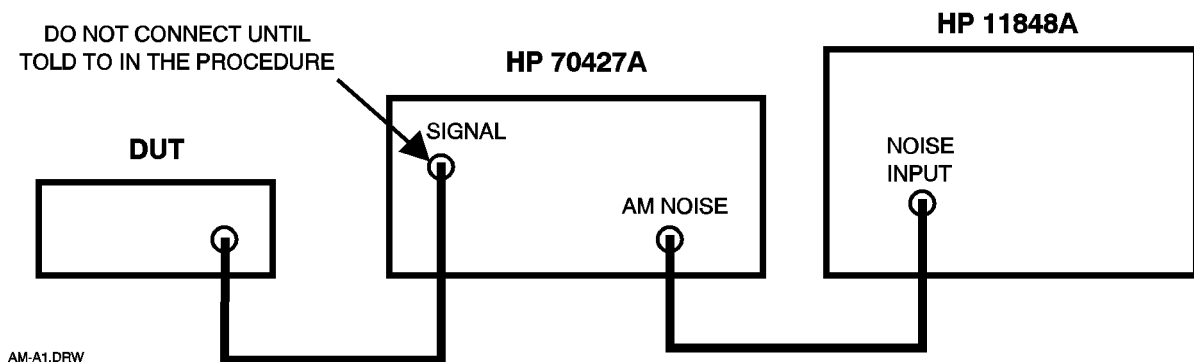 DO NOT CONNECT UNTIL
TOLD TO IN THE PROCEDURE
HP 70427A
HP 11848A
DUT
SIGNAL
AM NOISE
NOISE
INPUT
AM-A1.DRW